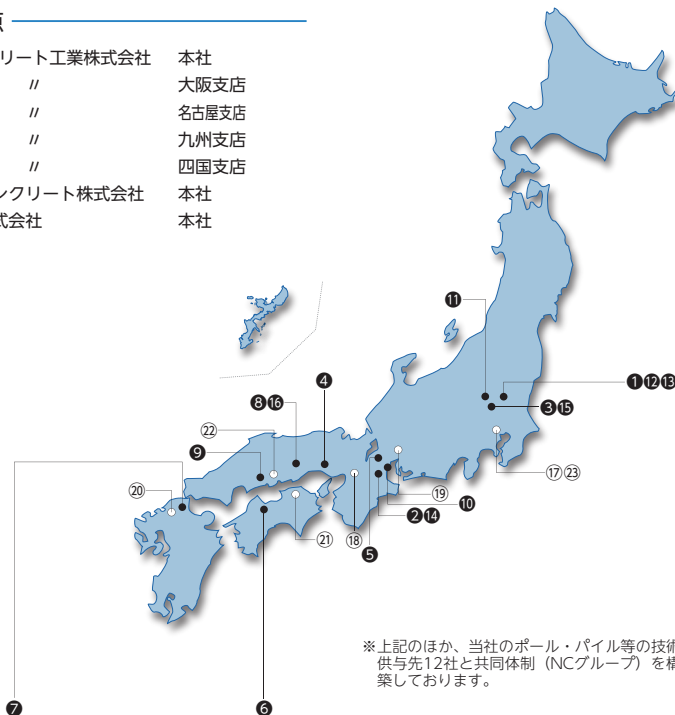 リート工業株式会社 本社
〃 大阪支店
〃 名古屋支店
〃 九州支店
〃 四国支店
ンクリート株式会社 本社
式会社 本社
⓫
❹
❶⓬⓭
❽⓰
❸⓯
㉒
❾
⑰㉓
⑳
⑲
❿
❷⓮
㉑
⑱
❺
※上記のほか、当社のポール・パイル等の技術
供与先12社と共同体制（NCグループ）を構
築しております。
❼
❻